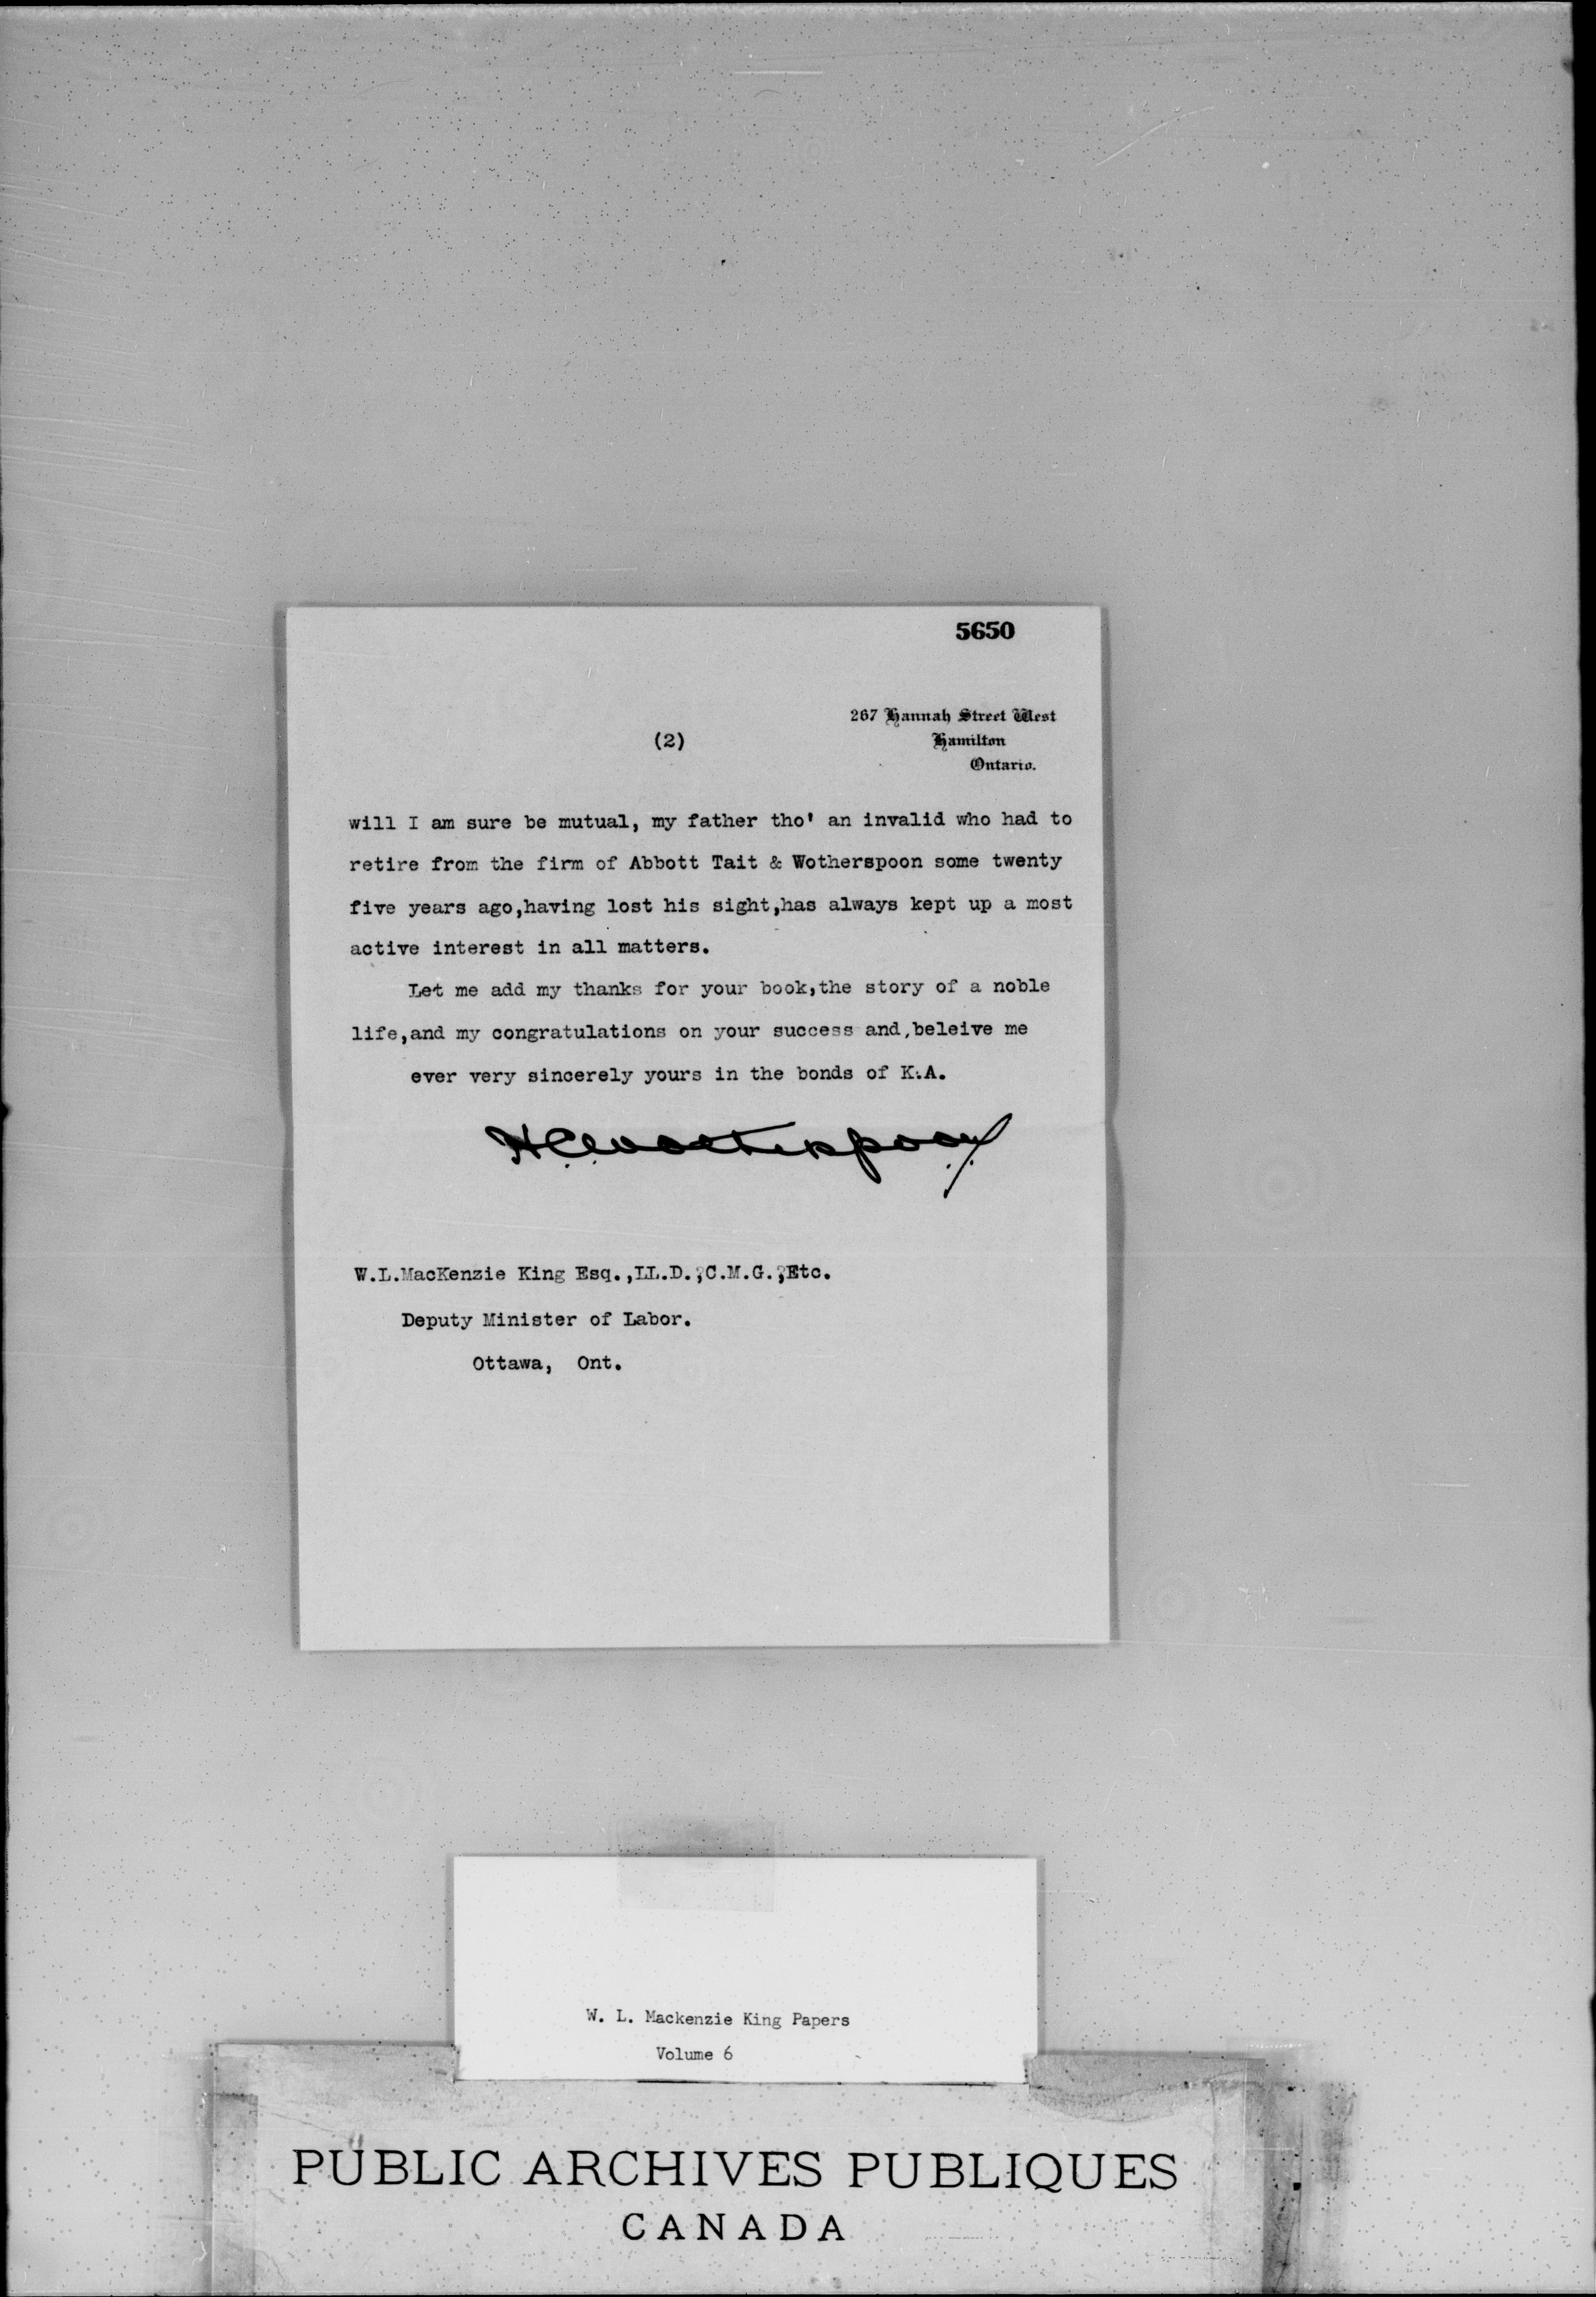 5650
267 Hannah Street West
(2)
Hamilton
Ontario.
will I am sure be mutual, my father tho' an invalid who had to
retire from the firm of Abbott Tait & Wotherspoon some twenty
five years ago,having lost his sight,has always kept up a most
active interest in all matters.
Let me add my thanks for your book,the story of a noble
life,and my congratulations on your success and,beleive me
ever very sincerely yours in the bonds of K.A.
HCWotherspoon
W.L.MacKenzie King Esq.,LL.D.,C.M.G.,Etc.
Deputy Minister of Labor.
Ottawa, Ont.
W. L. Mackenzie King Papers
Volume 6
PUBLIC ARCHIVES PUBLIQUES
CANADA